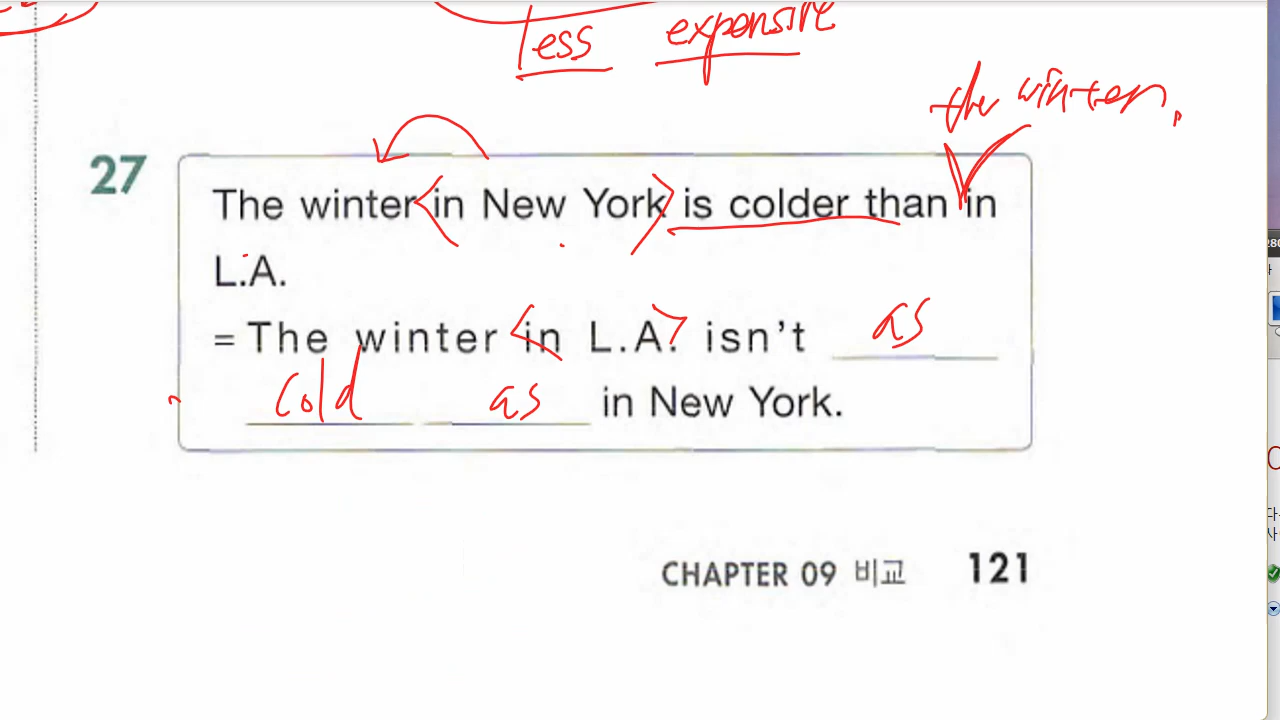 less expensive
the winter.
27
The winter in New York is colder than in
L.A.
= The winter in L.A. isn't as
cold as in New York.
CHAPTER 09 비교 121